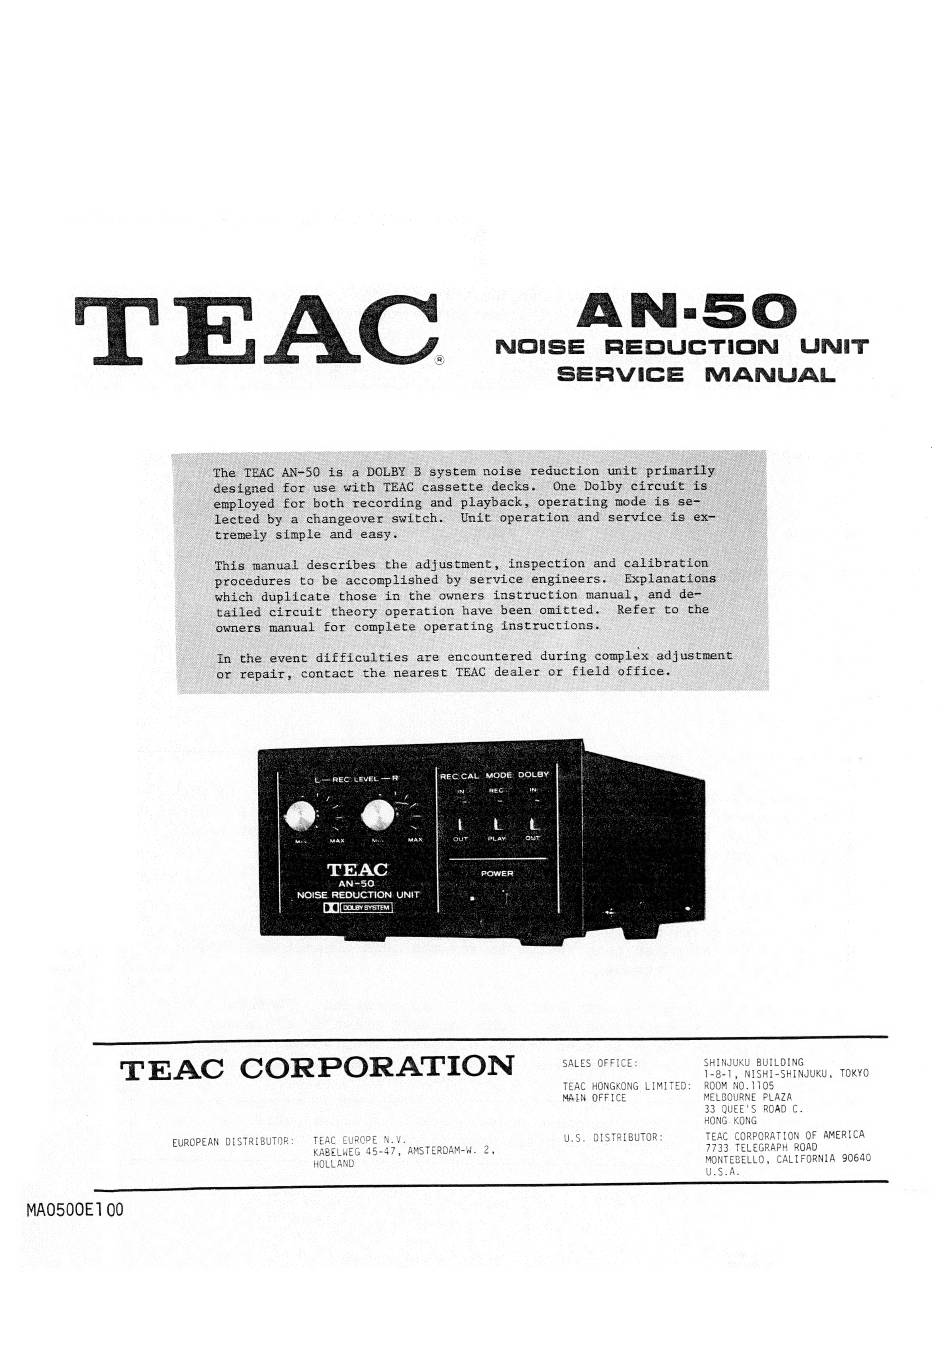 TEAC®
AN-50
NOISE REDUCTION UNIT
SERVICE MANUAL
The TEAC AN-50 is a DOLBY B system noise reduction unit primarily
designed for use with TEAC cassette decks. One Dolby circuit is
employed for both recording and playback, operating mode is se-
lected by a changeover switch. Unit operation and service is ex-
tremely simple and easy.
This manual describes the adjustment, inspection and calibration
procedures to be accomplished by service engineers. Explanations
which duplicate those in the owners instruction manual, and de-
tailed circuit theory operation have been omitted. Refer to the
owners manual for complete operating instructions.
In the event difficulties are encountered during complex adjustment
or repair, contact the nearest TEAC dealer or field office.
L—REC LEVEL—R
REC CAL MODE DOLBY
IN REC IN
MAX MAX
OUT PLAY OUT
TEAC
AN-50
NOISE REDUCTION UNIT
DOLBY SYSTEM
POWER
TEAC CORPORATION
SALES OFFICE: SHINJUKU BUILDING
1-8-1, NISHI-SHINJUKU, TOKYO
TEAC HONGKONG LIMITED: ROOM NO.1105
MAIN OFFICE MELBOURNE PLAZA
33 QUEE'S ROAD C.
HONG KONG
EUROPEAN DISTRIBUTOR: TEAC EUROPE N.V.
KABELWEG 45-47, AMSTERDAM-W. 2,
HOLLAND
U.S. DISTRIBUTOR: TEAC CORPORATION OF AMERICA
7733 TELEGRAPH ROAD
MONTEBELLO, CALIFORNIA 90640
U.S.A.
MA0500E100